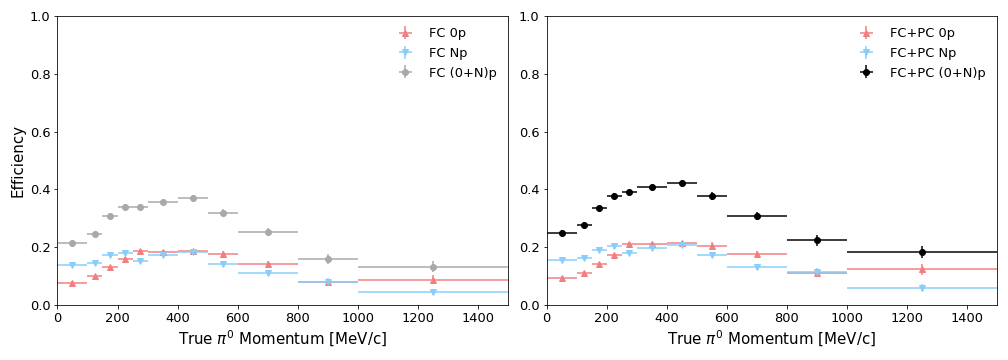 1.0
0.8
0.6
0.4
0.2
0.0
Efficiency
0 200 400 600 800 1000 1200 1400
True π⁰ Momentum [MeV/c]
FC 0p
FC Np
FC (0+N)p
1.0
0.8
0.6
0.4
0.2
0.0
0 200 400 600 800 1000 1200 1400
True π⁰ Momentum [MeV/c]
FC+PC 0p
FC+PC Np
FC+PC (0+N)p